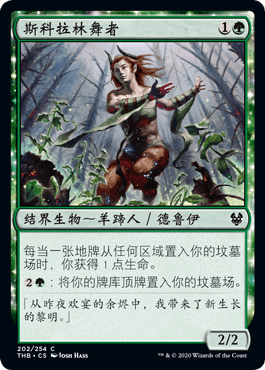 斯科拉林舞者 1
结界生物~羊蹄人 / 德鲁伊
每当一张地牌从任何区域置入你的坟墓
场时,你获得1点生命。
2 :将你的牌库顶牌置入你的坟墓场。
「从昨夜欢宴的余烬中,我带来了新生长
的黎明。」
2/2
202/254 C
THB • CS Josh Hass
™ & © 2020 Wizards of the Coast